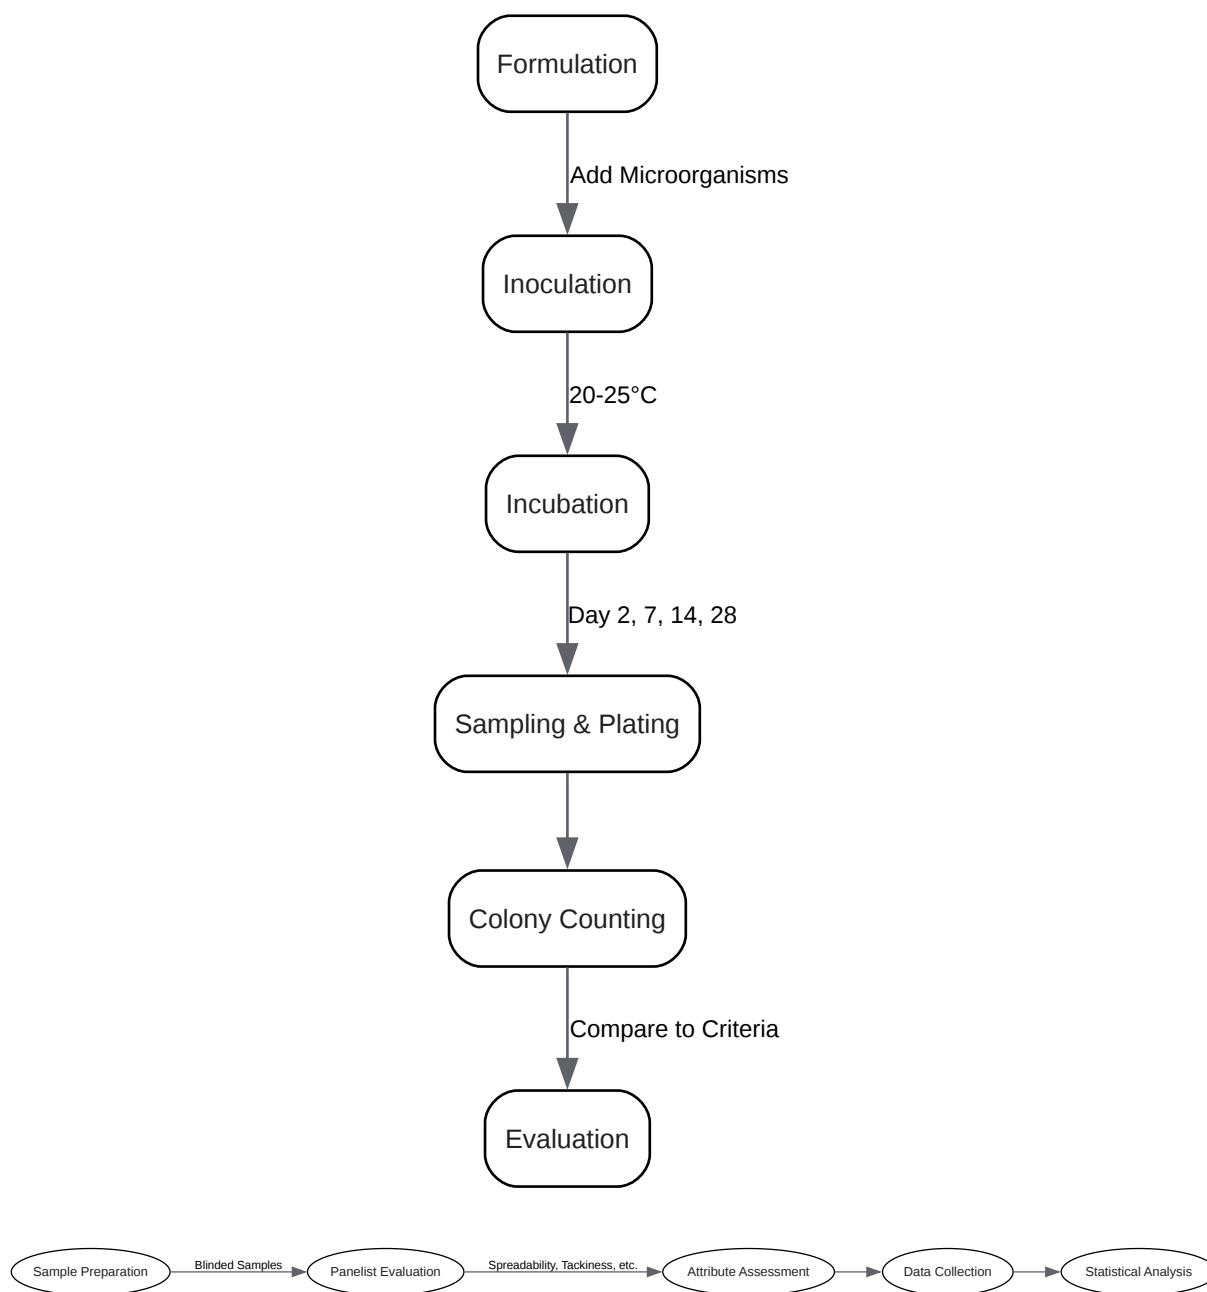 Formulation
Add Microorganisms
Inoculation
20-25°C
Incubation
Day 2, 7, 14, 28
Sampling & Plating
Colony Counting
Compare to Criteria
Evaluation
Sample Preparation
Blinded Samples
Panelist Evaluation
Spreadability, Tackiness, etc.
Attribute Assessment
Data Collection
Statistical Analysis